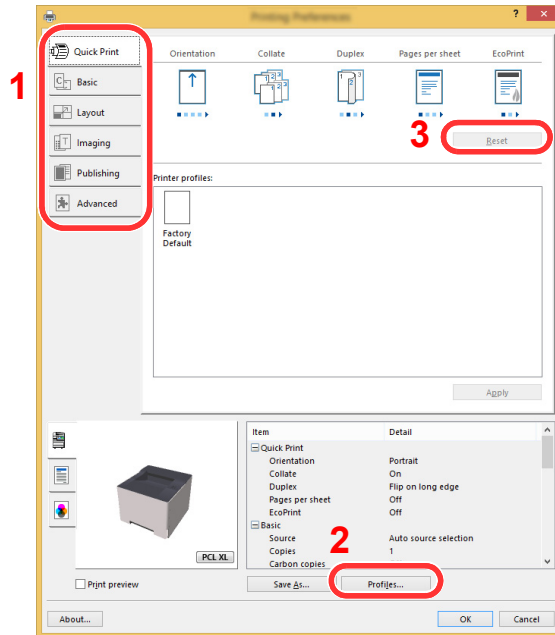 Printing Preferences
?
×
1
Quick Print
Basic
Layout
Imaging
Publishing
Advanced
Orientation
Collate
Duplex
Pages per sheet
EcoPrint
3
Reset
Printer profiles:
Factory
Default
Apply
Item Detail
Quick Print
Orientation Portrait
Collate On
Duplex Flip on long edge
Pages per sheet Off
EcoPrint Off
Basic
Source Auto source selection
Copies 1
Carbon copies
2
PCL XL
Print preview
Save As...
Profiles...
About...
OK
Cancel